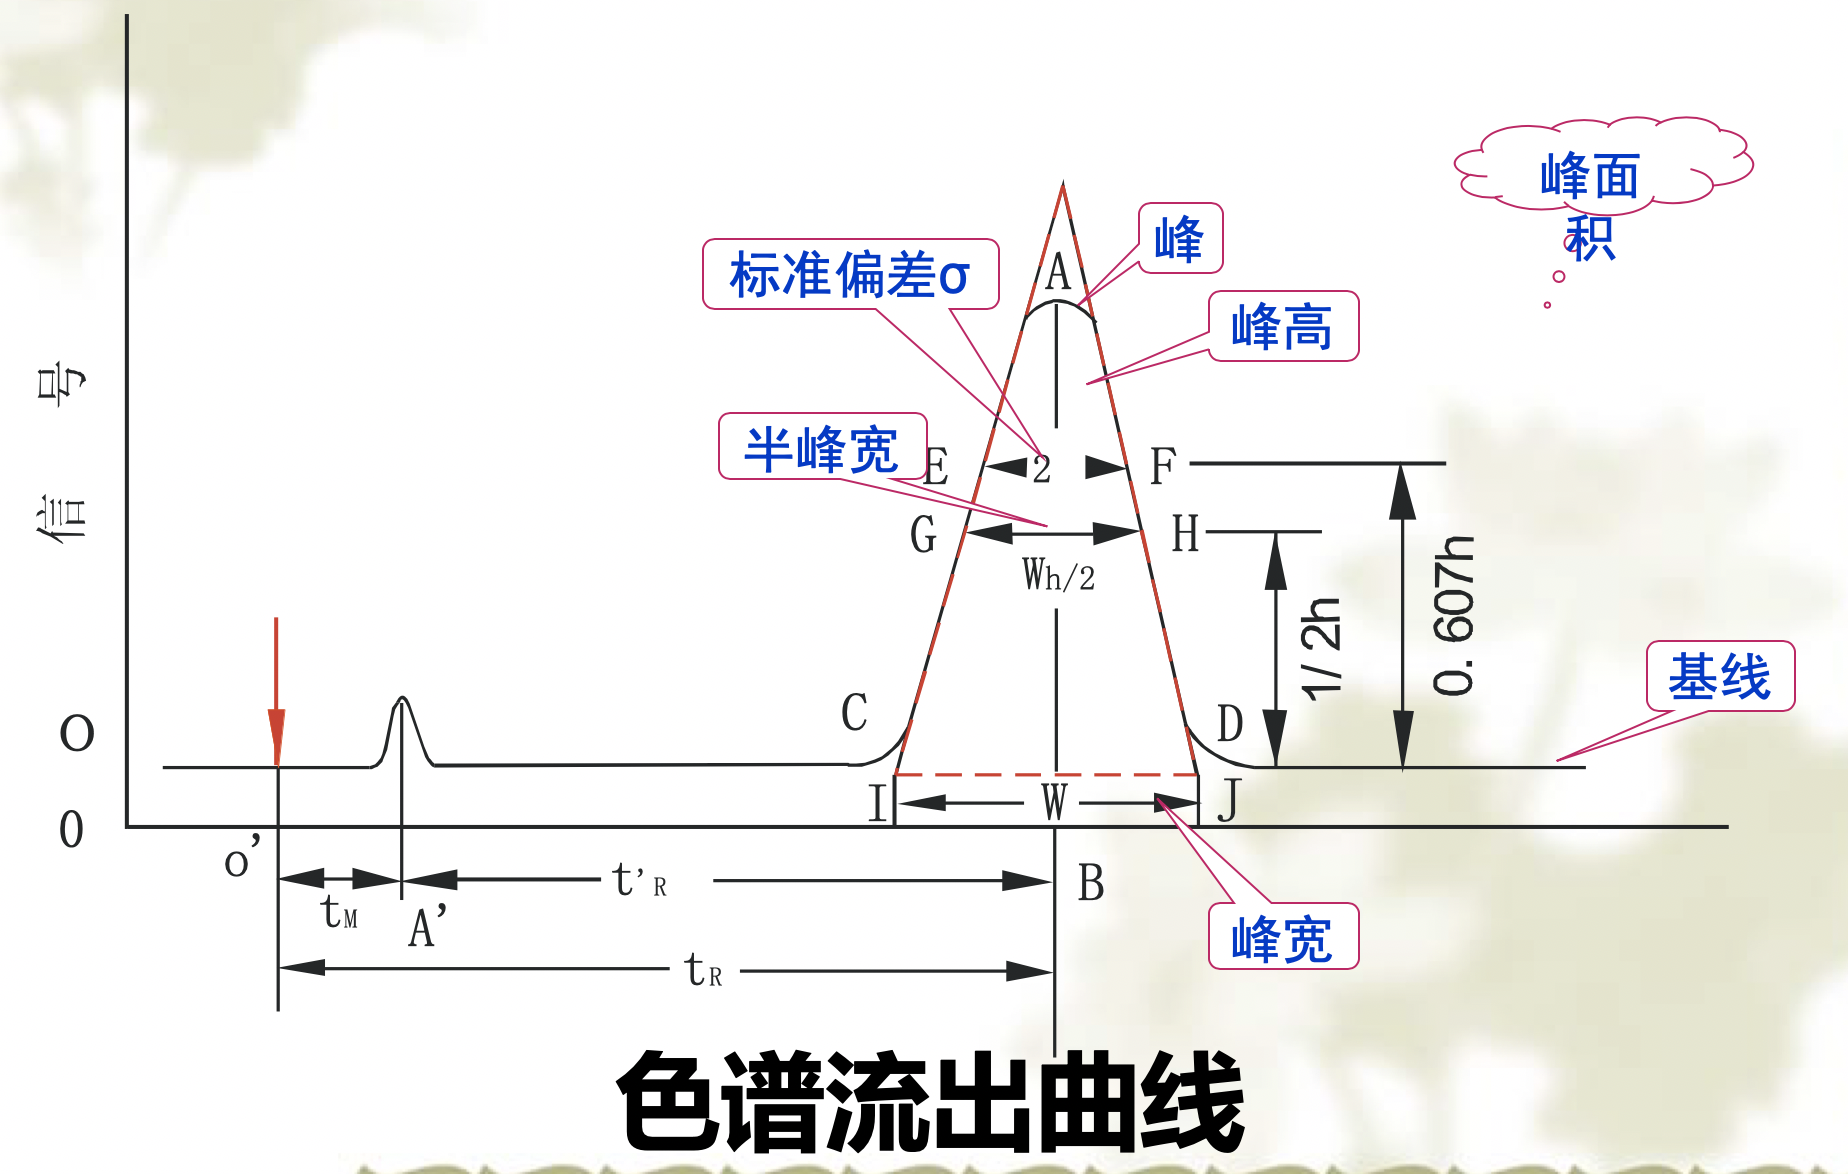 峰面
积
峰
标准偏差σ
A
峰高
号
半峰宽
E
2
F
G
H
信
Wh/2
1/2h
0.607h
基线
C
D
O
I
W
J
0
o'
t'R
B
tM
A'
峰宽
tR
色谱流出曲线